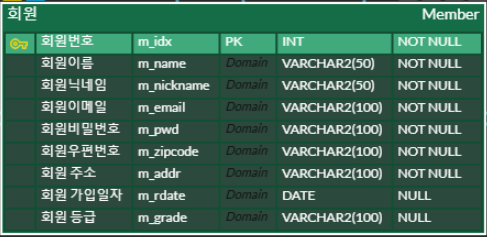 회원 Member
회원번호 m_idx PK INT NOT NULL
회원이름 m_name Domain VARCHAR2(50) NOT NULL
회원닉네임 m_nickname Domain VARCHAR2(50) NOT NULL
회원이메일 m_email Domain VARCHAR2(100) NOT NULL
회원비밀번호 m_pwd Domain VARCHAR2(100) NOT NULL
회원우편번호 m_zipcode Domain VARCHAR2(100) NOT NULL
회원 주소 m_addr Domain VARCHAR2(100) NOT NULL
회원 가입일자 m_rdate Domain DATE NULL
회원 등급 m_grade Domain VARCHAR2(100) NULL